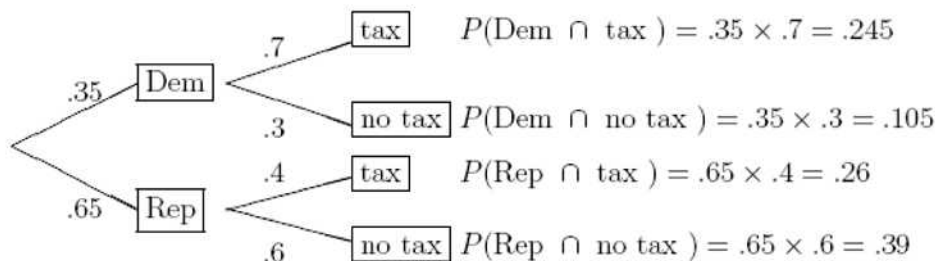 .7 tax P(Dem ∩ tax ) = .35 × .7 = .245
.35 Dem
.3 no tax P(Dem ∩ no tax ) = .35 × .3 = .105
.4 tax P(Rep ∩ tax ) = .65 × .4 = .26
.65 Rep
.6 no tax P(Rep ∩ no tax ) = .65 × .6 = .39